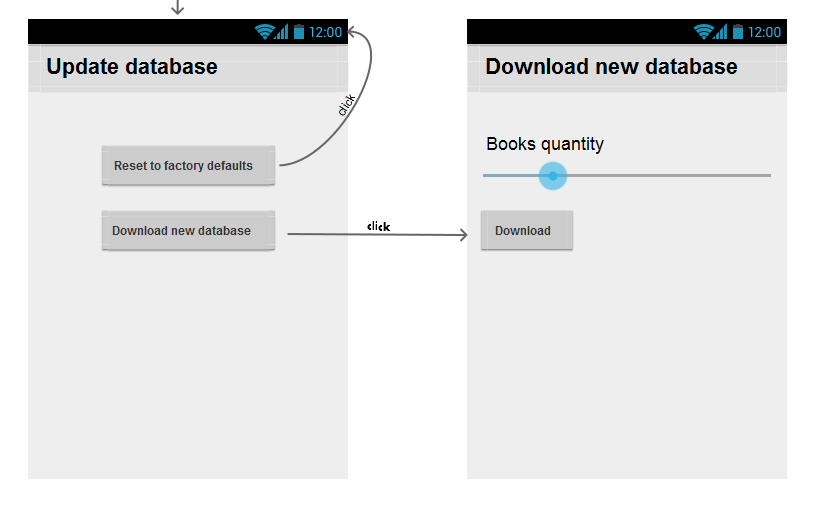 12:00
Update database
click
Reset to factory defaults
Download new database
click
12:00
Download new database
Books quantity
Download